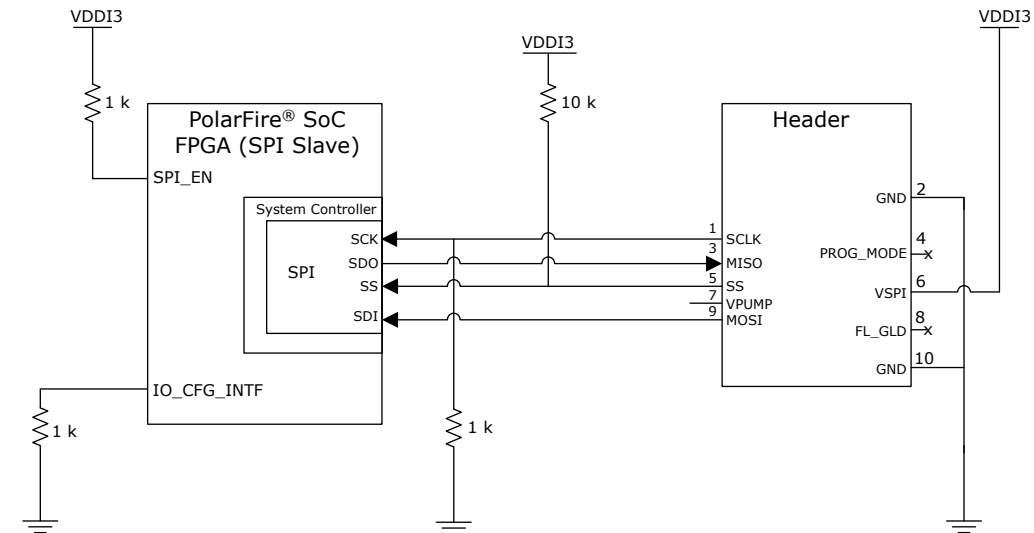 VDDI3
1 k
PolarFire® SoC
FPGA (SPI Slave)
SPI_EN
System Controller
SPI
SCK
SDO
SS
SDI
IO_CFG_INTF
1 k
VDDI3
10 k
1 k
Header
1
SCLK
3
MISO
5
SS
7
VPUMP
9
MOSI
GND
2
PROG_MODE
4
x
VSPI
6
FL_GLD
8
x
GND
10
VDDI3